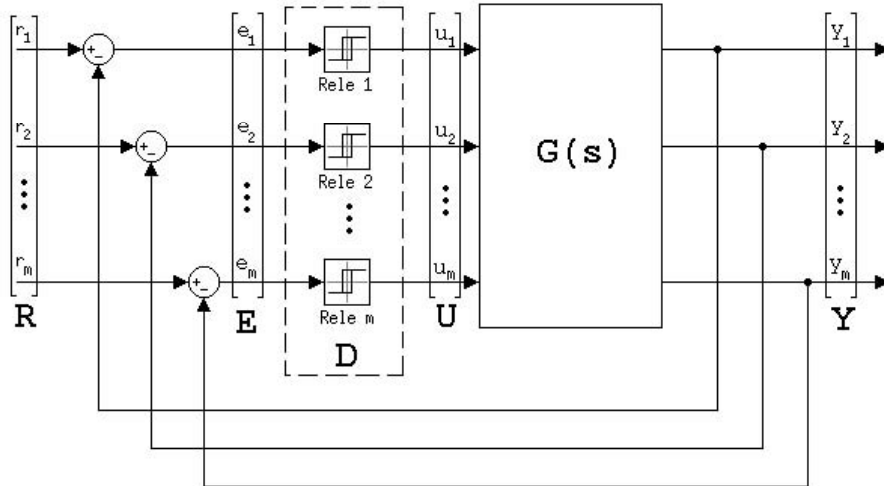 r1 + - e1 Rele 1 u1 y1
r2 + - e2 Rele 2 u2 G(s) y2
rm + - em Rele m um ym
R E D U Y